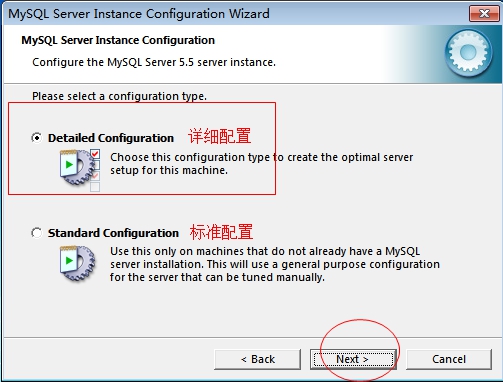 MySQL Server Instance Configuration Wizard
MySQL Server Instance Configuration
Configure the MySQL Server 5.5 server instance.
Please select a configuration type.
Detailed Configuration 详细配置
Choose this configuration type to create the optimal server
setup for this machine.
Standard Configuration 标准配置
Use this only on machines that do not already have a MySQL
server installation. This will use a general purpose configuration
for the server that can be tuned manually.
< Back Next > Cancel